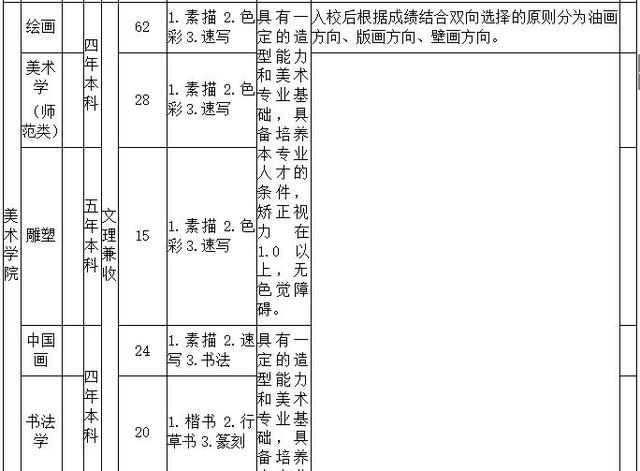 美术学院
绘画
四年本科
文理兼收
62
1.素描 2.色
彩 3.速写
具有一
定的造
型能力
和美术
专业基
础，具
备培养
本专业
人才的
条件，
矫正视
力 在
1.0 以
上，无
色觉障
碍。
入校后根据成绩结合双向选择的原则分为油画
方向、版画方向、壁画方向。
美术
学
（师
范类）
28
1.素描 2.色
彩 3.速写
雕塑
五年本科
15
1.素描 2.色
彩 3.速写
中国
画
四年本科
24
1.素描 2.速
写 3.书法
具有一
定的造
型能力
和美术
专业基
础，具
备培养
书法
学
20
1.楷书 2.行
草书 3.篆刻